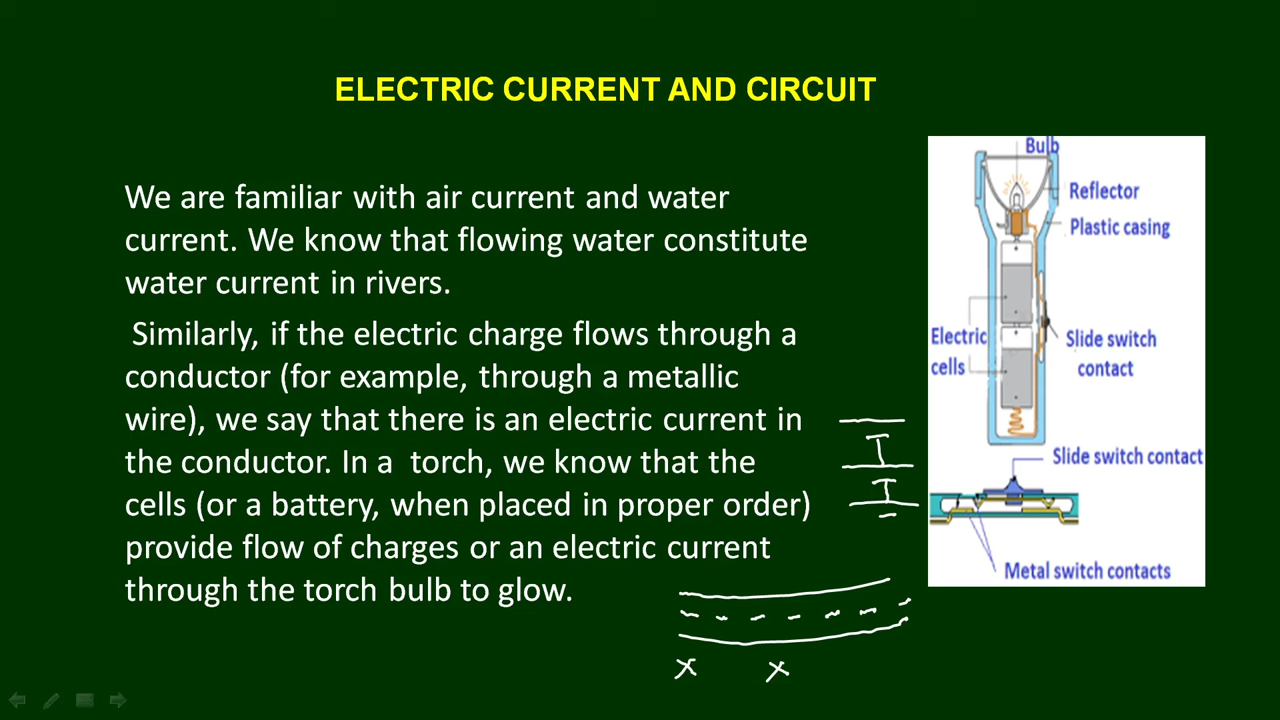 ELECTRIC CURRENT AND CIRCUIT
We are familiar with air current and water
current. We know that flowing water constitute
water current in rivers.
Similarly, if the electric charge flows through a
conductor (for example, through a metallic
wire), we say that there is an electric current in
the conductor. In a torch, we know that the
cells (or a battery, when placed in proper order)
provide flow of charges or an electric current
through the torch bulb to glow.
Bulb
Reflector
Plastic casing
Electric
cells
Slide switch
contact
Slide switch contact
Metal switch contacts
I
I
x x